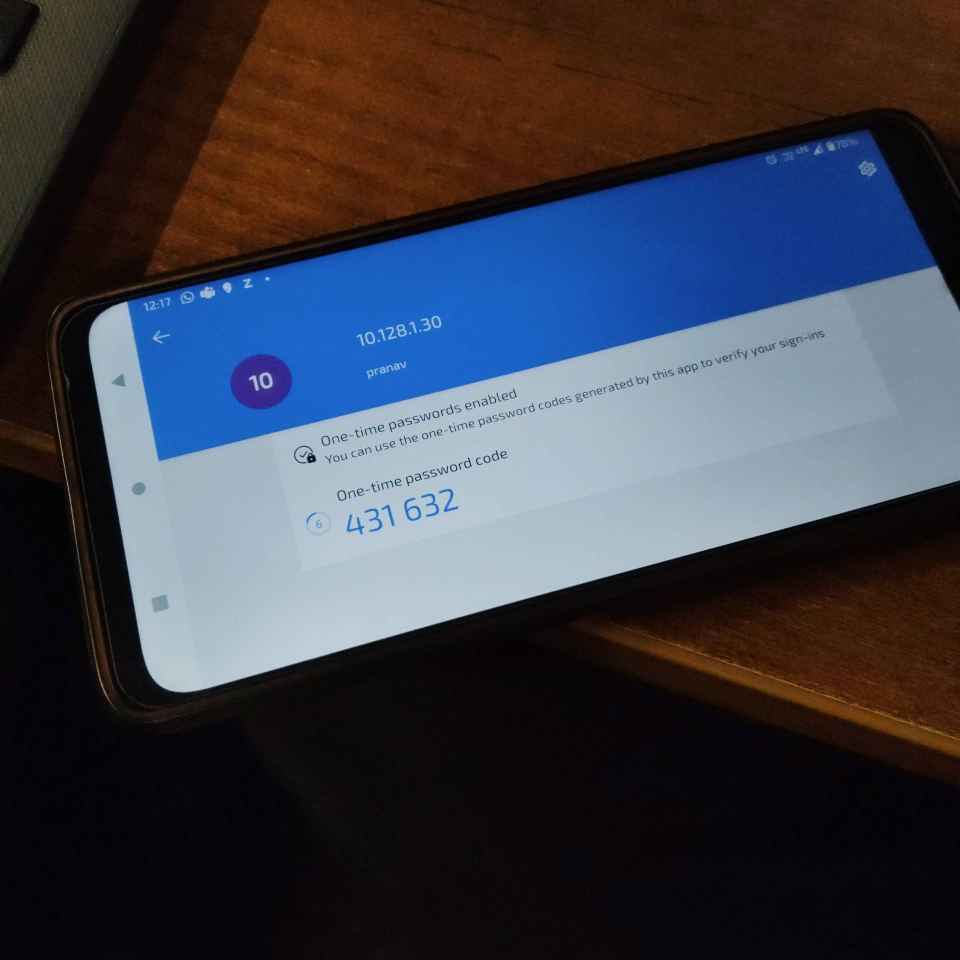 12:17 Z
78%
10.128.1.30
10
pranav
One-time passwords enabled
You can use the one-time password codes generated by this app to verify your sign-ins
One-time password code
6
431 632